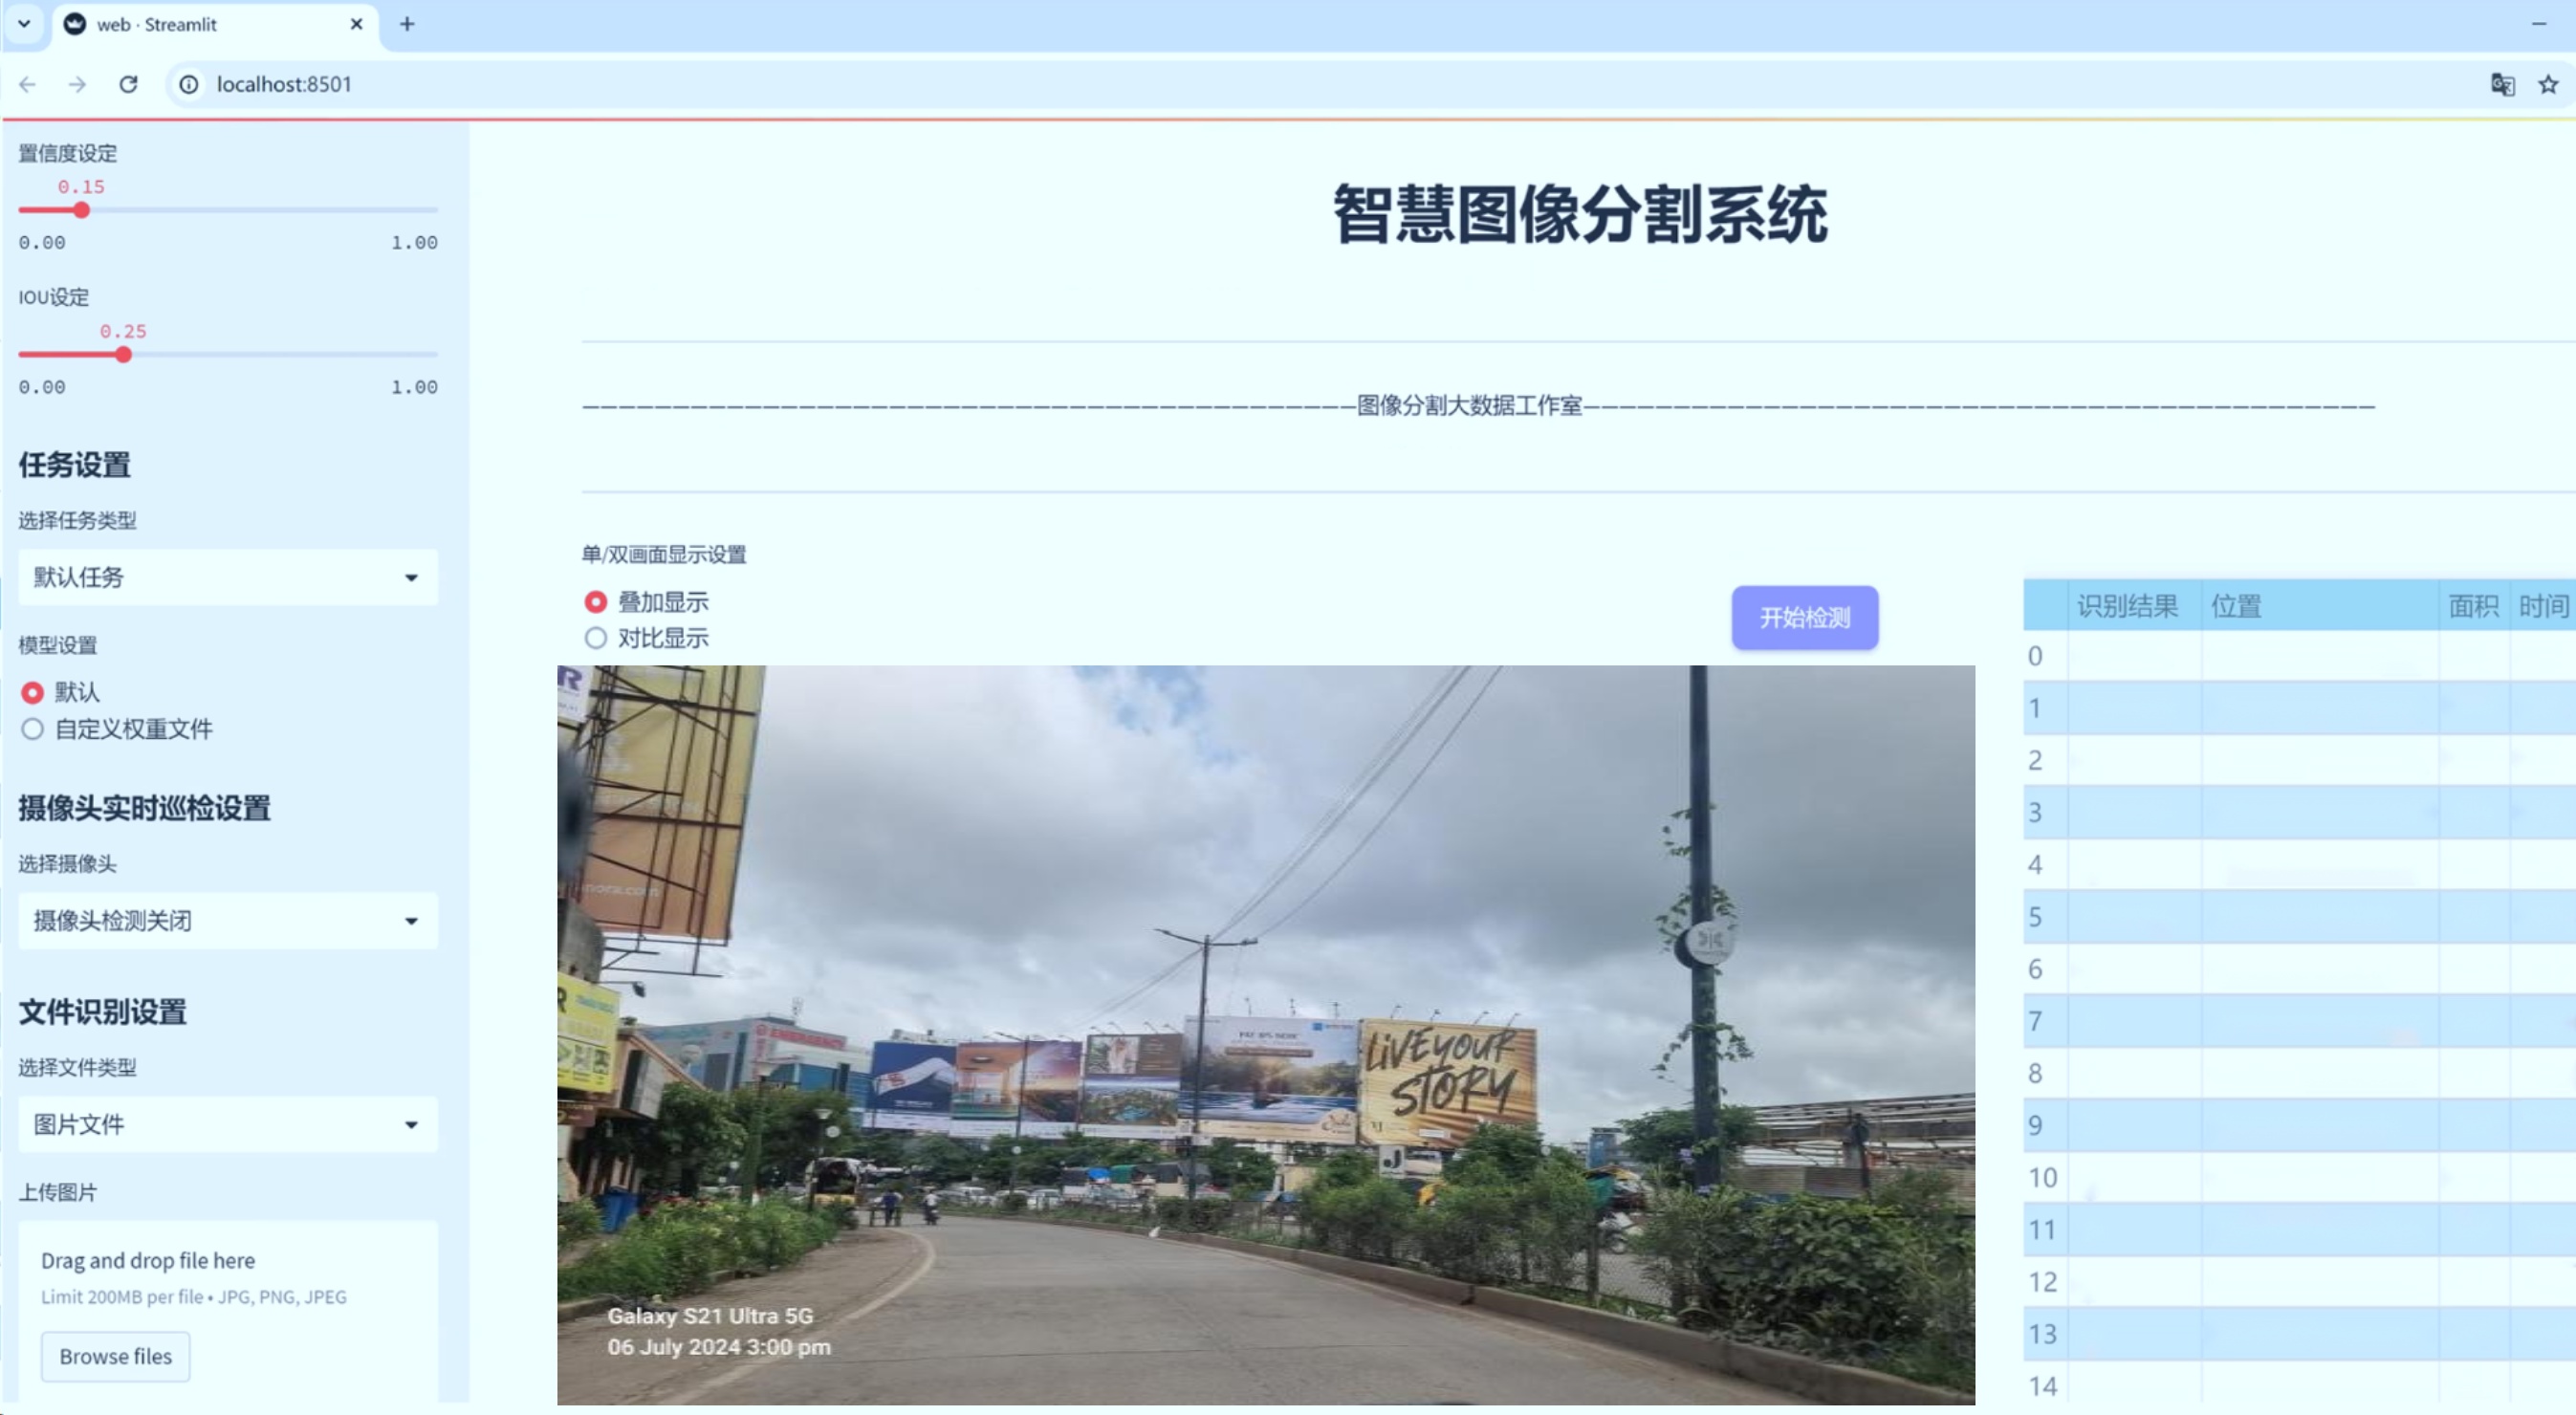 web · Streamlit
localhost:8501
置信度设定
0.15
0.00 1.00
IOU设定
0.25
0.00 1.00
任务设置
选择任务类型
默认任务
模型设置
默认
自定义权重文件
摄像头实时巡检设置
选择摄像头
摄像头检测关闭
文件识别设置
选择文件类型
图片文件
上传图片
Drag and drop file here
Limit 200MB per file • JPG, PNG, JPEG
Browse files
智慧图像分割系统
———————————————————————————————————————————图像分割大数据工作室————————————————————————————————————————————
单/双画面显示设置
叠加显示
对比显示
开始检测
R
R
EMERGENCY
LiVE YOUR
STORY
Galaxy S21 Ultra 5G
06 July 2024 3:00 pm
识别结果 位置 面积 时间
0
1
2
3
4
5
6
7
8
9
10
11
12
13
14